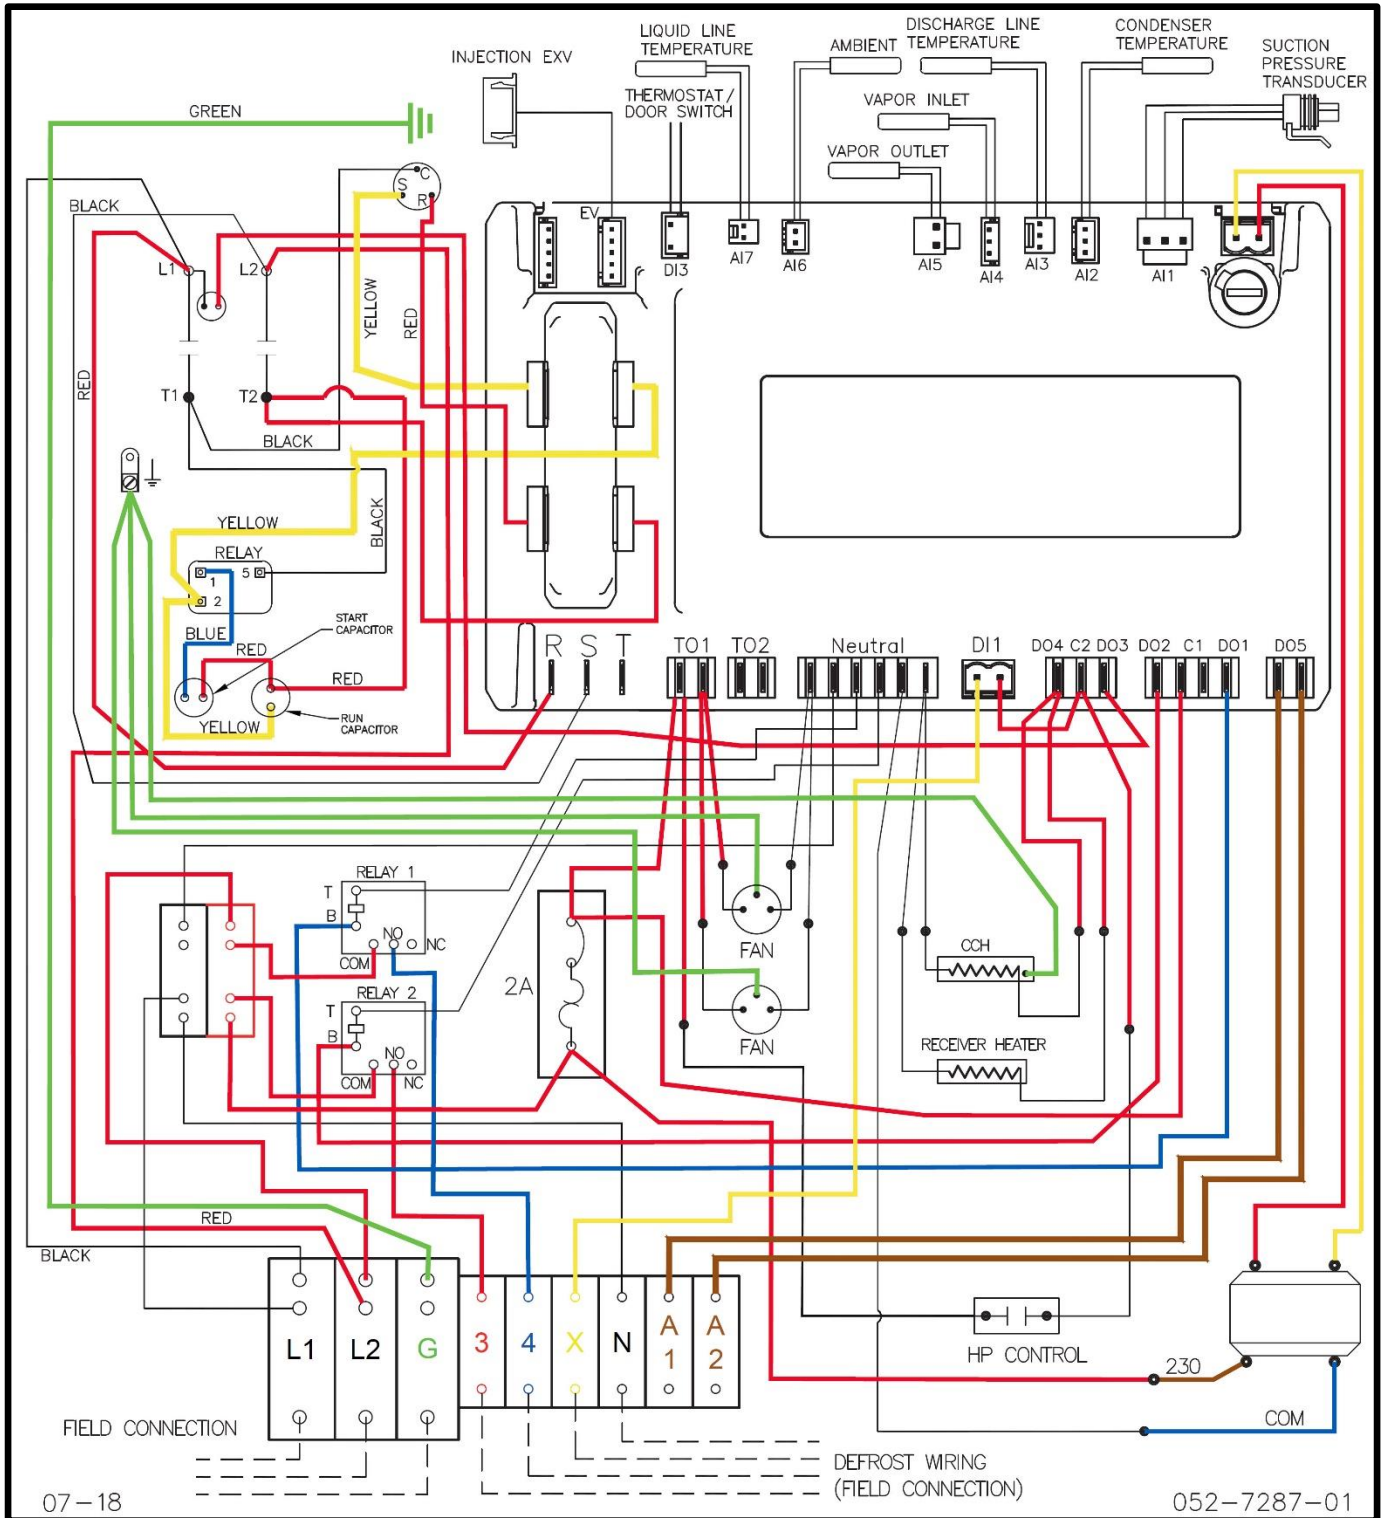 INJECTION EXV
LIQUID LINE
TEMPERATURE
THERMOSTAT/
DOOR SWITCH
AMBIENT
DISCHARGE LINE
TEMPERATURE
VAPOR INLET
VAPOR OUTLET
CONDENSER
TEMPERATURE
SUCTION
PRESSURE
TRANSDUCER
GREEN
C
S
R
BLACK
EV
DI3
AI7
AI6
AI5
AI4
AI3
AI2
AI1
L1
L2
YELLOW
RED
RED
T1
T2
BLACK
BLACK
YELLOW
RELAY
1
5
2
START
CAPACITOR
BLUE
RED
RED
YELLOW
RUN
CAPACITOR
R S T
TO1
TO2
Neutral
DI1
DO4 C2 DO3
DO2 C1 DO1
DO5
RELAY 1
T
B
NO
NC
COM
RELAY 2
T
B
NO
NC
COM
2A
FAN
FAN
CCH
RECEIVER HEATER
RED
BLACK
L1
L2
G
3
4
X
N
A
1
A
2
HP CONTROL
230
COM
FIELD CONNECTION
DEFROST WIRING
(FIELD CONNECTION)
07-18
052-7287-01